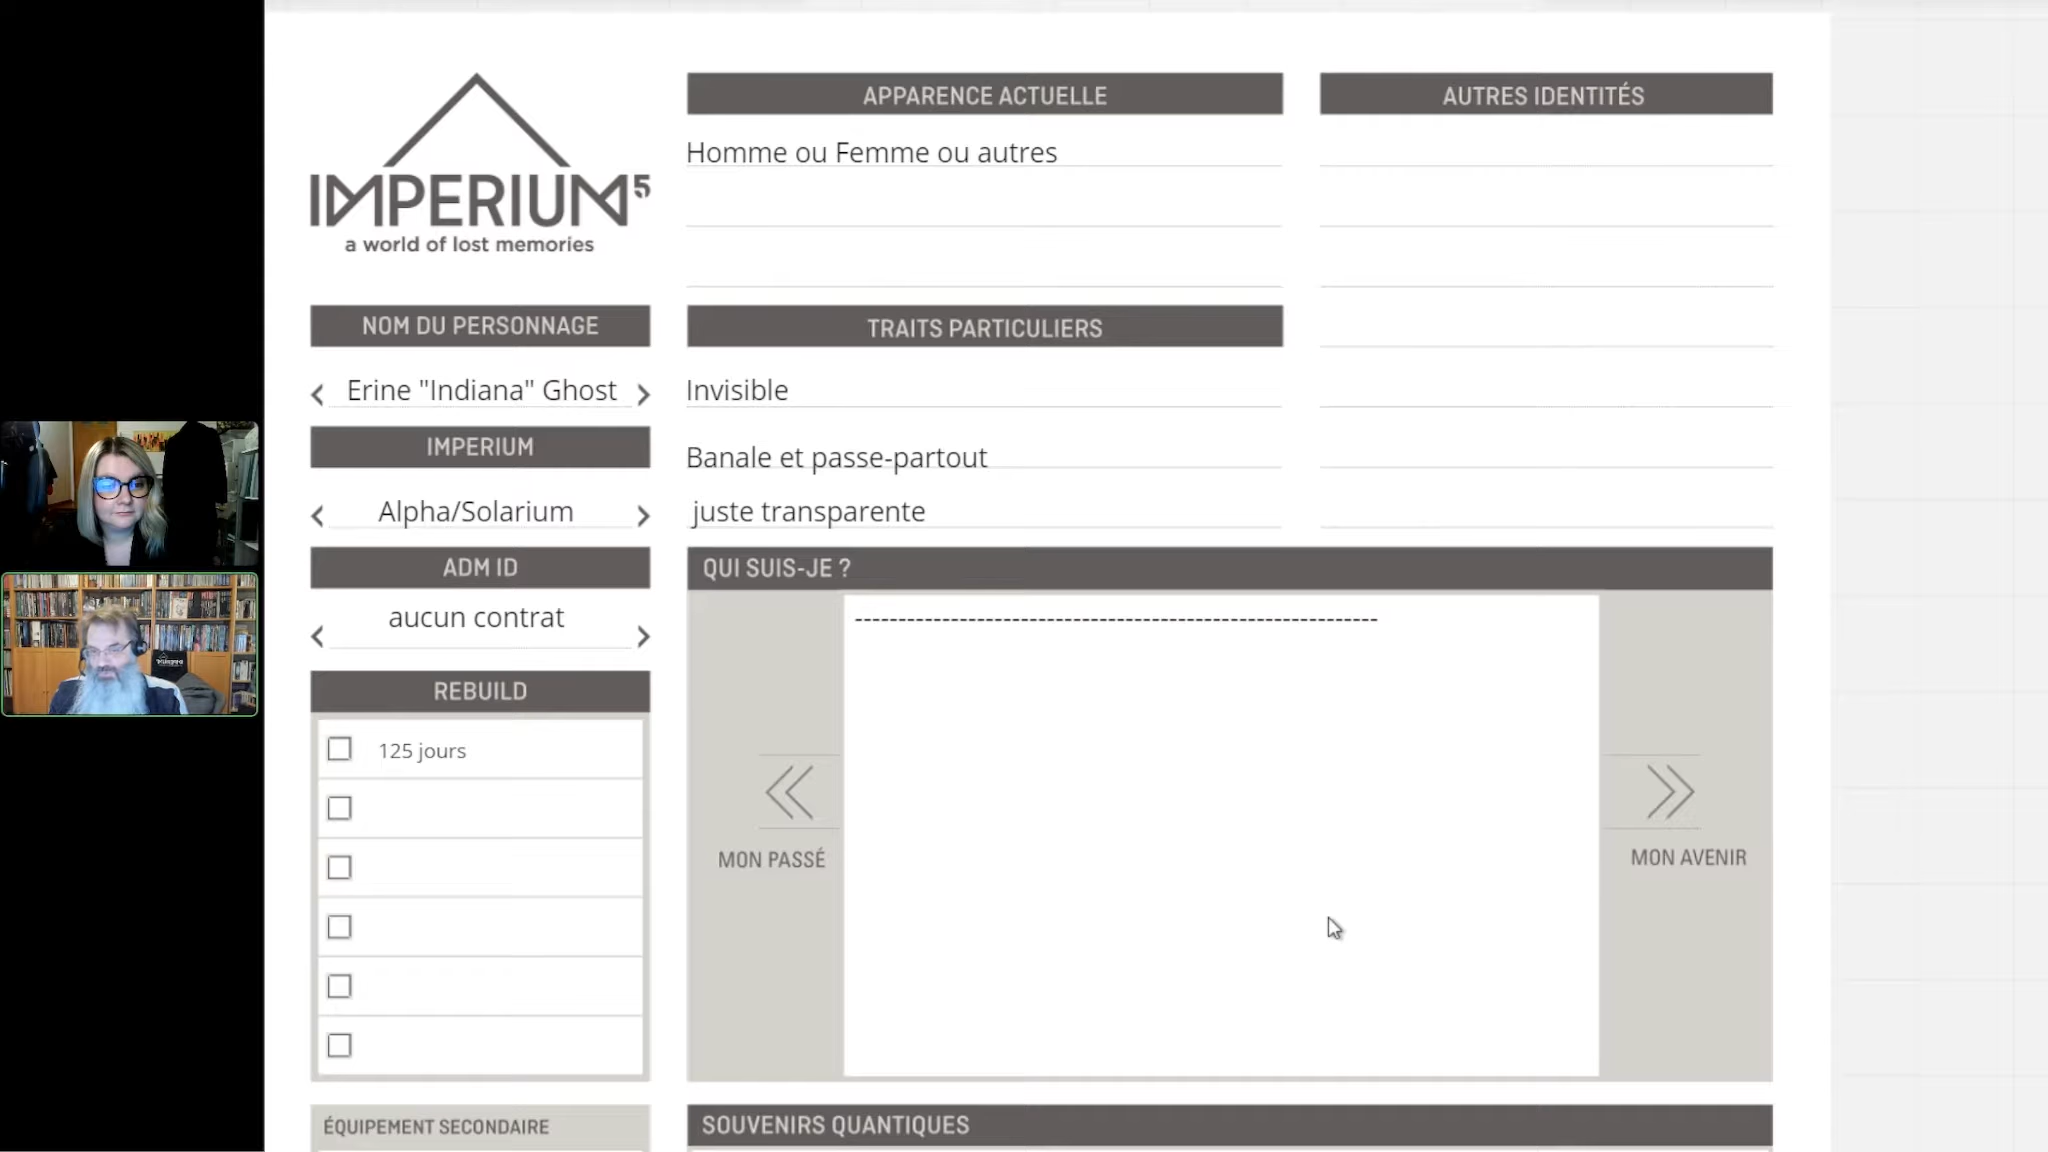 IMPERIUM⁵
a world of lost memories
NOM DU PERSONNAGE
Erine "Indiana" Ghost
IMPERIUM
Alpha/Solarium
ADM ID
aucun contrat
REBUILD
125 jours
ÉQUIPEMENT SECONDAIRE
APPARENCE ACTUELLE
Homme ou Femme ou autres
TRAITS PARTICULIERS
Invisible
Banale et passe-partout
juste transparente
AUTRES IDENTITÉS
QUI SUIS-JE ?
------------------------------------------------------------
MON PASSÉ
MON AVENIR
SOUVENIRS QUANTIQUES